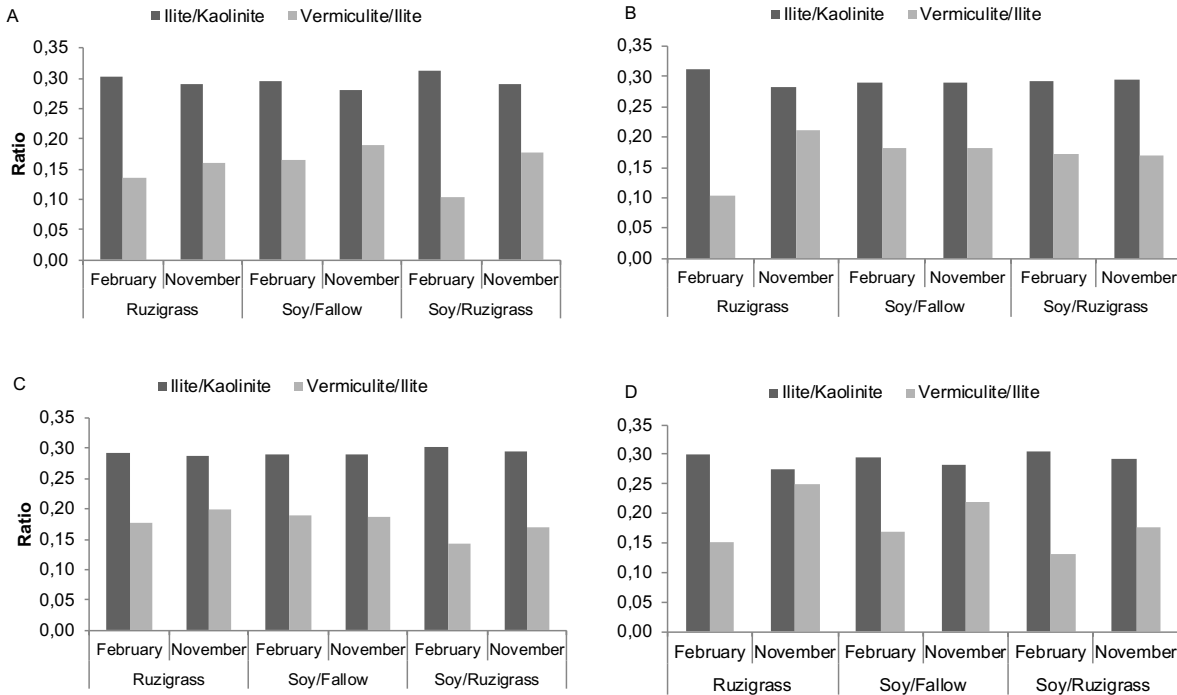 A
Ilite/Kaolinite Vermiculite/Ilite
0,35
0,30
0,25
0,20
0,15
0,10
0,05
0,00
Ratio
February November February November February November
Ruzigrass Soy/Fallow Soy/Ruzigrass
B
Ilite/Kaolinite Vermiculite/Ilite
0,35
0,30
0,25
0,20
0,15
0,10
0,05
0,00
February November February November February November
Ruzigrass Soy/Fallow Soy/Ruzigrass
C
Ilite/Kaolinite Vermiculite/Ilite
0,35
0,30
0,25
0,20
0,15
0,10
0,05
0,00
Ratio
February November February November February November
Ruzigrass Soy/Fallow Soy/Ruzigrass
D
Ilite/Kaolinite Vermiculite/Ilite
0,35
0,30
0,25
0,20
0,15
0,10
0,05
0,00
February November February November February November
Ruzigrass Soy/Fallow Soy/Ruzigrass